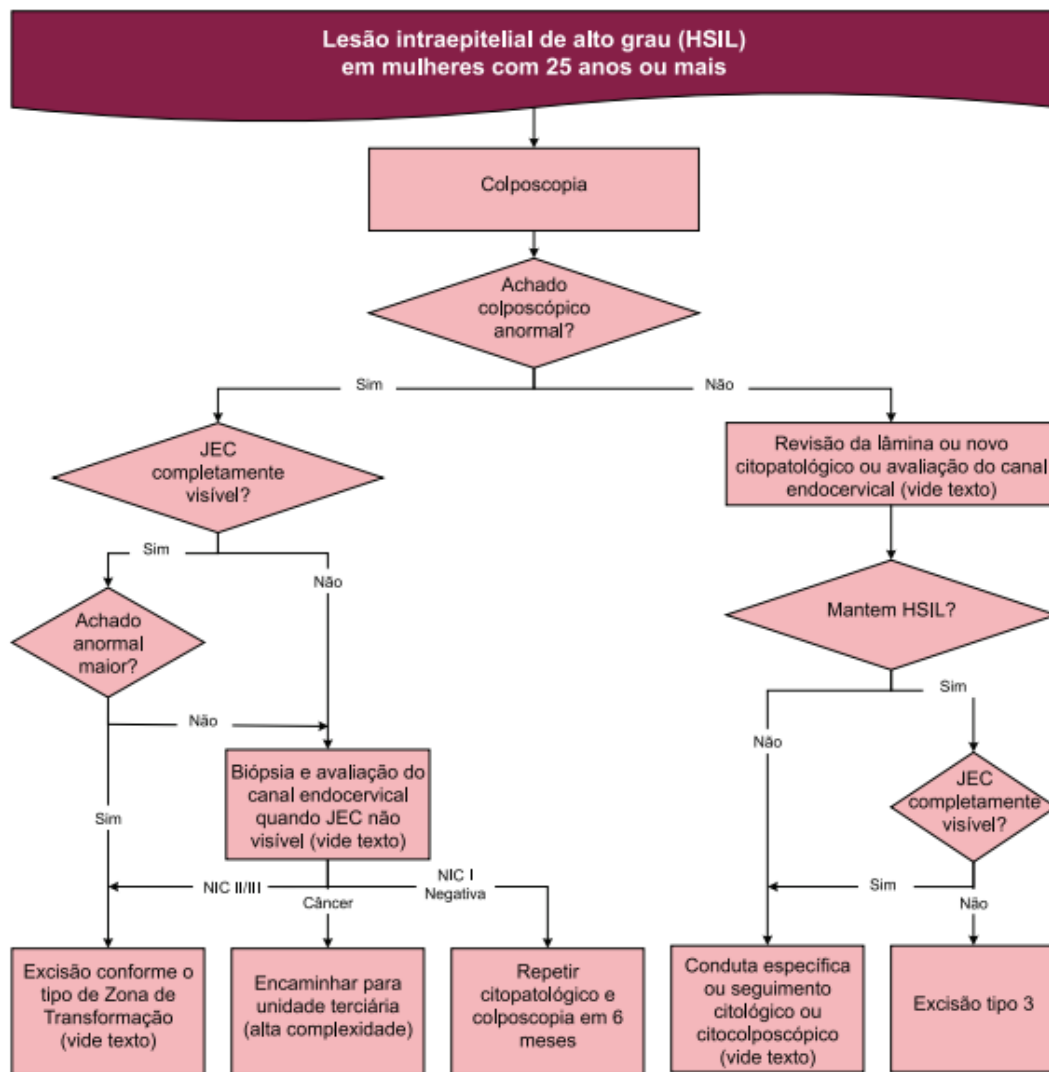 Lesão intraepitelial de alto grau (HSIL)
em mulheres com 25 anos ou mais
Colposcopia
Achado
colposcópico
anormal?
Sim
Não
JEC
completamente
visível?
Revisão da lâmina ou novo
citopatológico ou avaliação do canal
endocervical (vide texto)
Sim
Não
Achado
anormal
maior?
Mantem HSIL?
Sim
Não
Não
Biópsia e avaliação do
canal endocervical
quando JEC não
visível (vide texto)
JEC
completamente
visível?
Sim
NIC II/III
Câncer
NIC I
Negativa
Sim
Não
Excisão conforme o
tipo de Zona de
Transformação
(vide texto)
Encaminhar para
unidade terciária
(alta complexidade)
Repetir
citopatológico e
colposcopia em 6
meses
Conduta específica
ou seguimento
citológico ou
citocolposcópico
(vide texto)
Excisão tipo 3